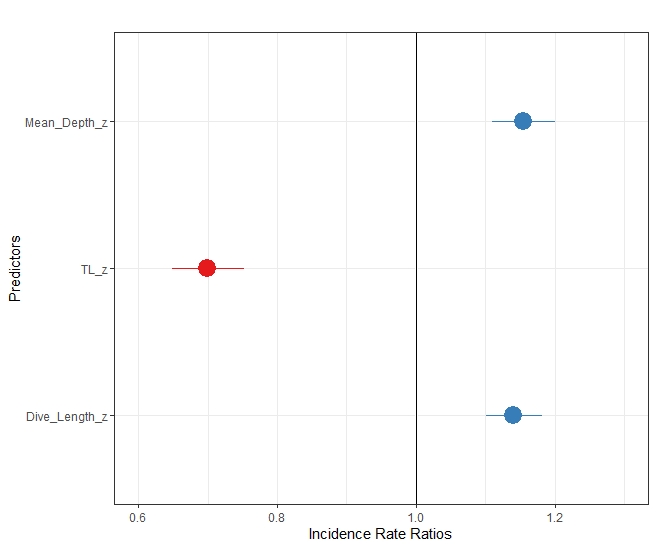 Predictors
Mean_Depth_z
TL_z
Dive_Length_z
0.6 0.8 1.0 1.2
Incidence Rate Ratios